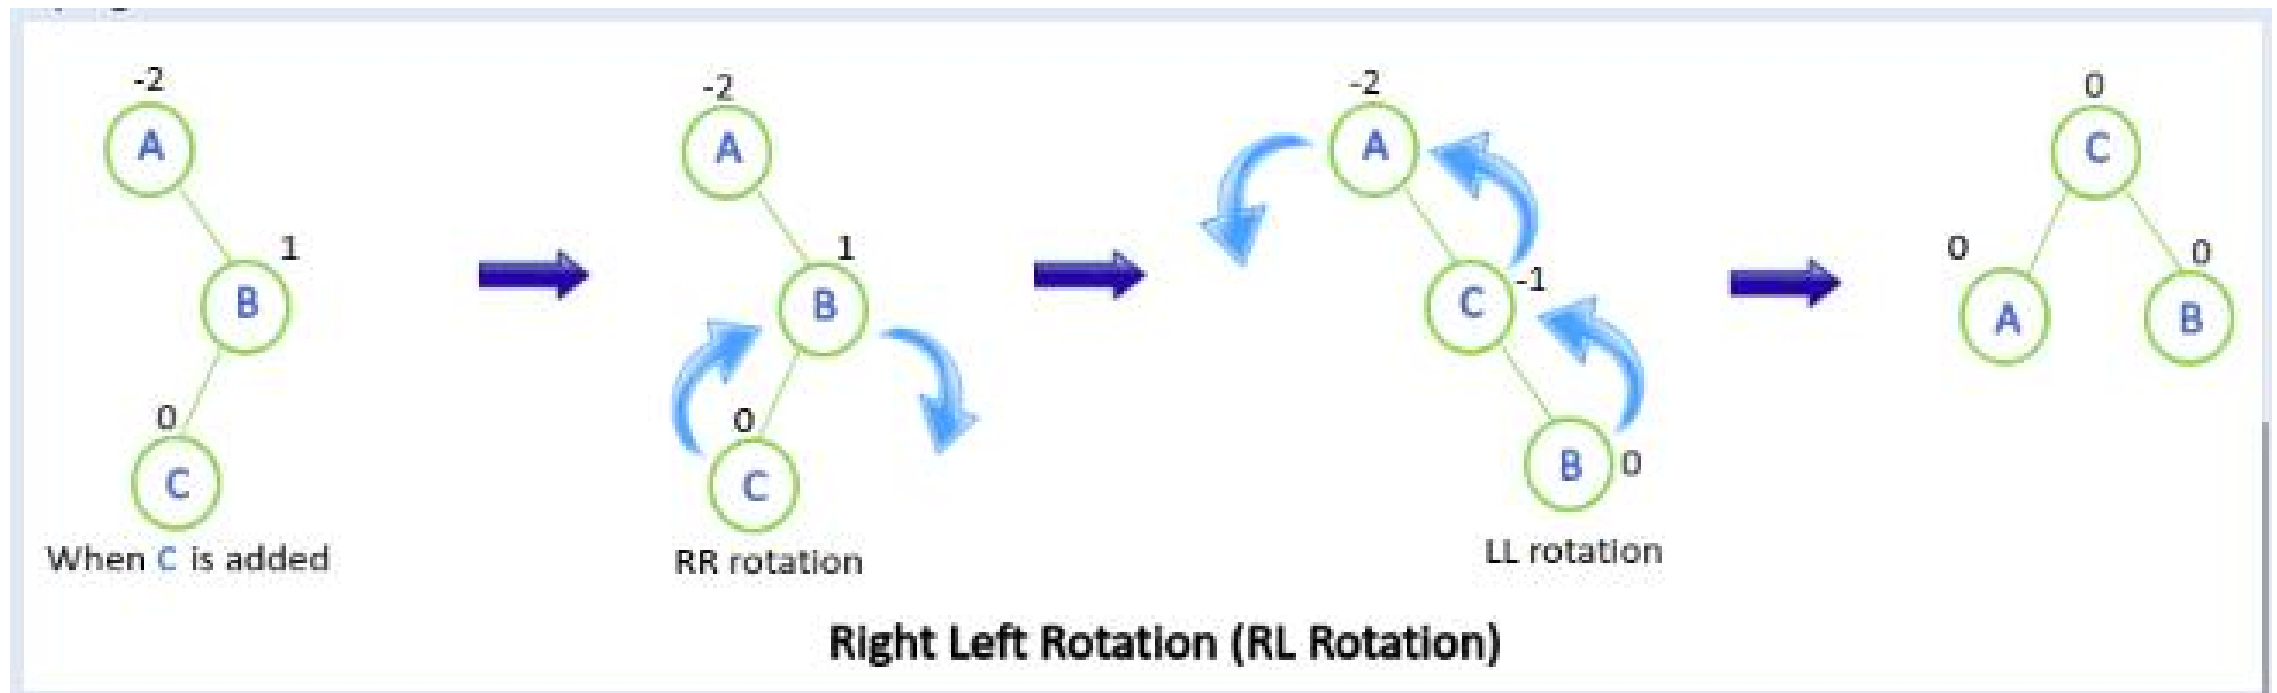 -2
A
1
B
0
C
When C is added
-2
A
1
B
0
C
RR rotation
-2
A
-1
C
B
0
LL rotation
0
C
0
A
0
B
Right Left Rotation (RL Rotation)